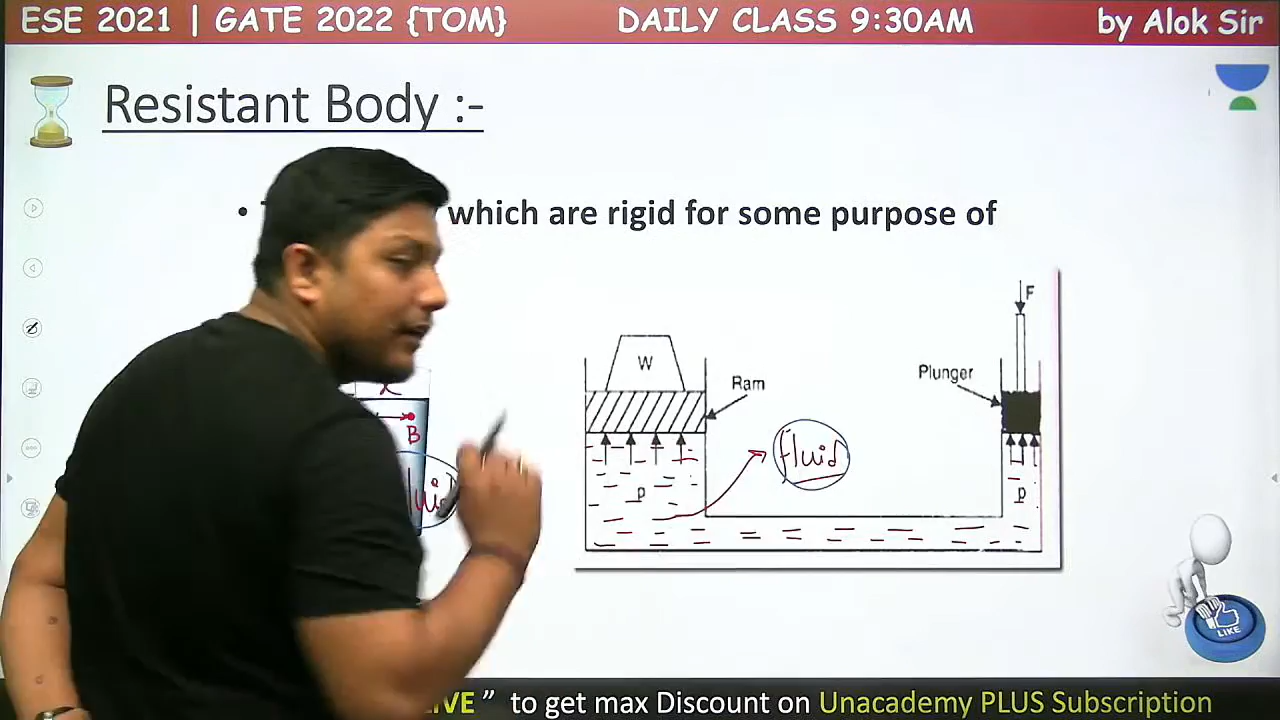 ESE 2021 | GATE 2022 {TOM} DAILY CLASS 9:30AM by Alok Sir
Resistant Body :-
• which are rigid for some purpose of
F
W
Plunger
Ram
x
B
fluid
p
p
LIKE
" to get max Discount on Unacademy PLUS Subscription